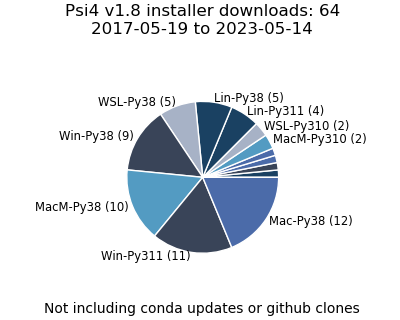 Psi4 v1.8 installer downloads: 64
2017-05-19 to 2023-05-14
WSL-Py38 (5)
Lin-Py38 (5)
Lin-Py311 (4)
WSL-Py310 (2)
Win-Py38 (9)
MacM-Py310 (2)
MacM-Py38 (10)
Mac-Py38 (12)
Win-Py311 (11)
Not including conda updates or github clones